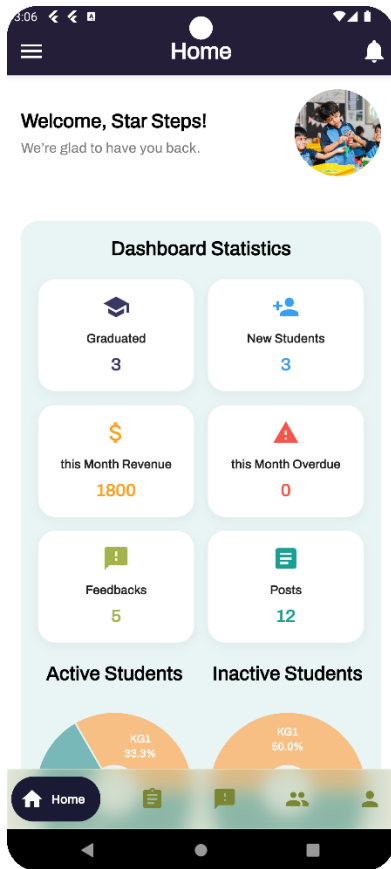 3:06
Home
Welcome, Star Steps!
We're glad to have you back.
Dashboard Statistics
Graduated
3
New Students
3
this Month Revenue
1800
this Month Overdue
0
Feedbacks
5
Posts
12
Active Students
Inactive Students
KG1
33.3%
KG1
50.0%
Home